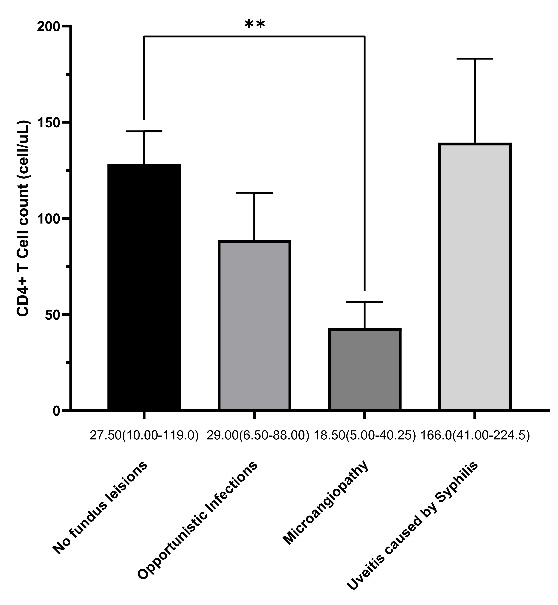 **
200
150
100
50
0
CD4+ T Cell count (cell/uL)
27.50(10.00-119.0) 29.00(6.50-88.00) 18.50(5.00-40.25) 166.0(41.00-224.5)
No fundus leisions
Opportunistic Infections
Microangiopathy
Uveitis caused by Syphilis